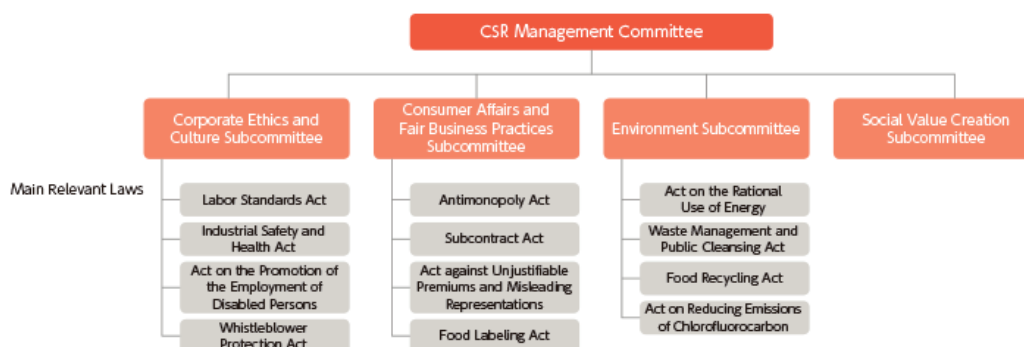 CSR Management Committee
Corporate Ethics and
Culture Subcommittee
Consumer Affairs and
Fair Business Practices
Subcommittee
Environment Subcommittee
Social Value Creation
Subcommittee
Main Relevant Laws
Labor Standards Act
Industrial Safety and
Health Act
Act on the Promotion of
the Employment of
Disabled Persons
Whistleblower
Protection Act
Antimonopoly Act
Subcontract Act
Act against Unjustifiable
Premiums and Misleading
Representations
Food Labeling Act
Act on the Rational
Use of Energy
Waste Management and
Public Cleansing Act
Food Recycling Act
Act on Reducing Emissions
of Chlorofluorocarbon